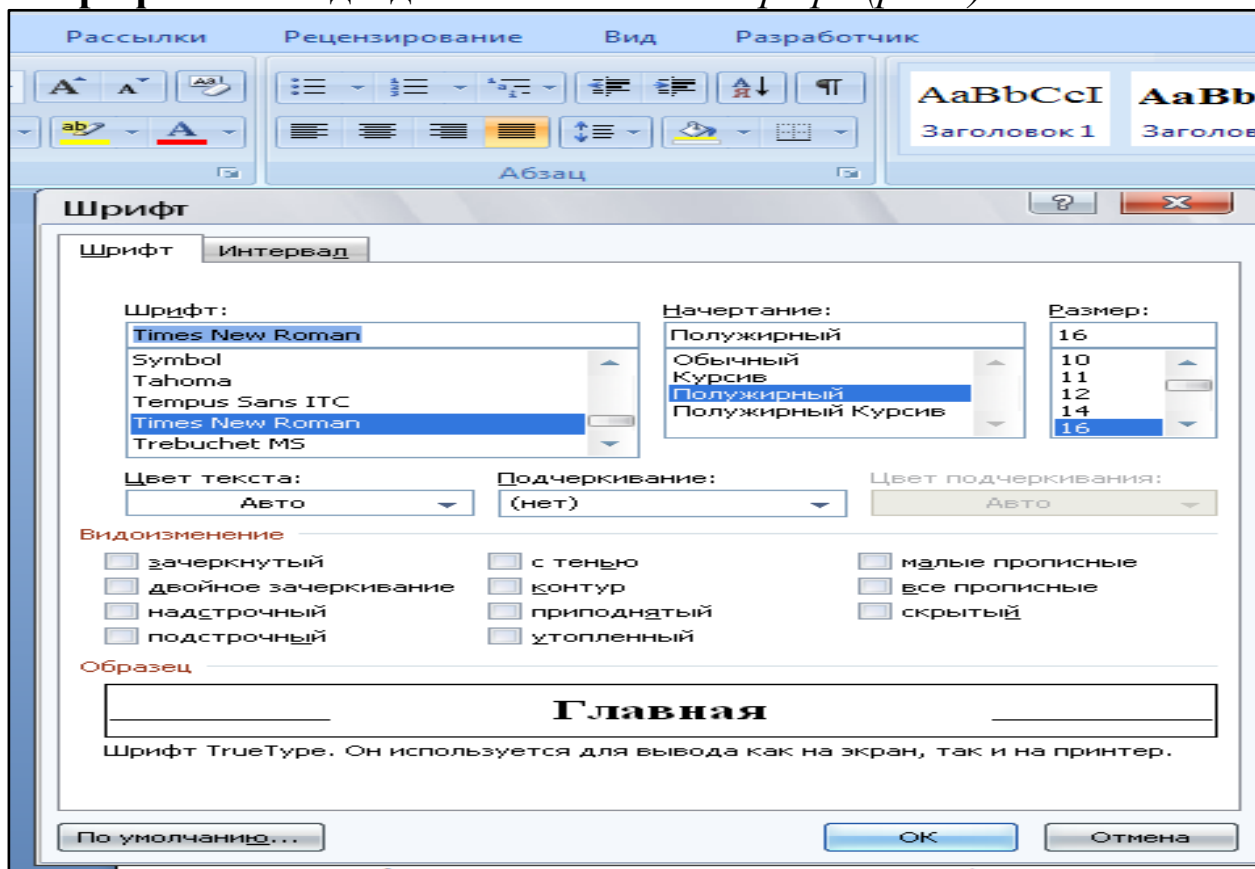 Рассылки Рецензирование Вид Разработчик
AaBbCcI AaBb
Заголовок 1
Абзац
Шрифт
Шрифт Интервал
Шрифт: Начертание: Размер:
Times New Roman Полужирный 16
Symbol Обычный 10
Tahoma Курсив 11
Tempus Sans ITC Полужирный 12
Times New Roman Полужирный Курсив 14
Trebuchet MS 16
Цвет текста: Подчеркивание: Цвет подчеркивания:
Авто (нет) Авто
Видоизменение
зачеркнутый с тенью малые прописные
двойное зачеркивание контур все прописные
надстрочный приподнятый скрытый
подстрочный утопленный
Образец
Главная
Шрифт TrueType. Он используется для вывода как на экран, так и на принтер.
По умолчанию... ОК Отмена